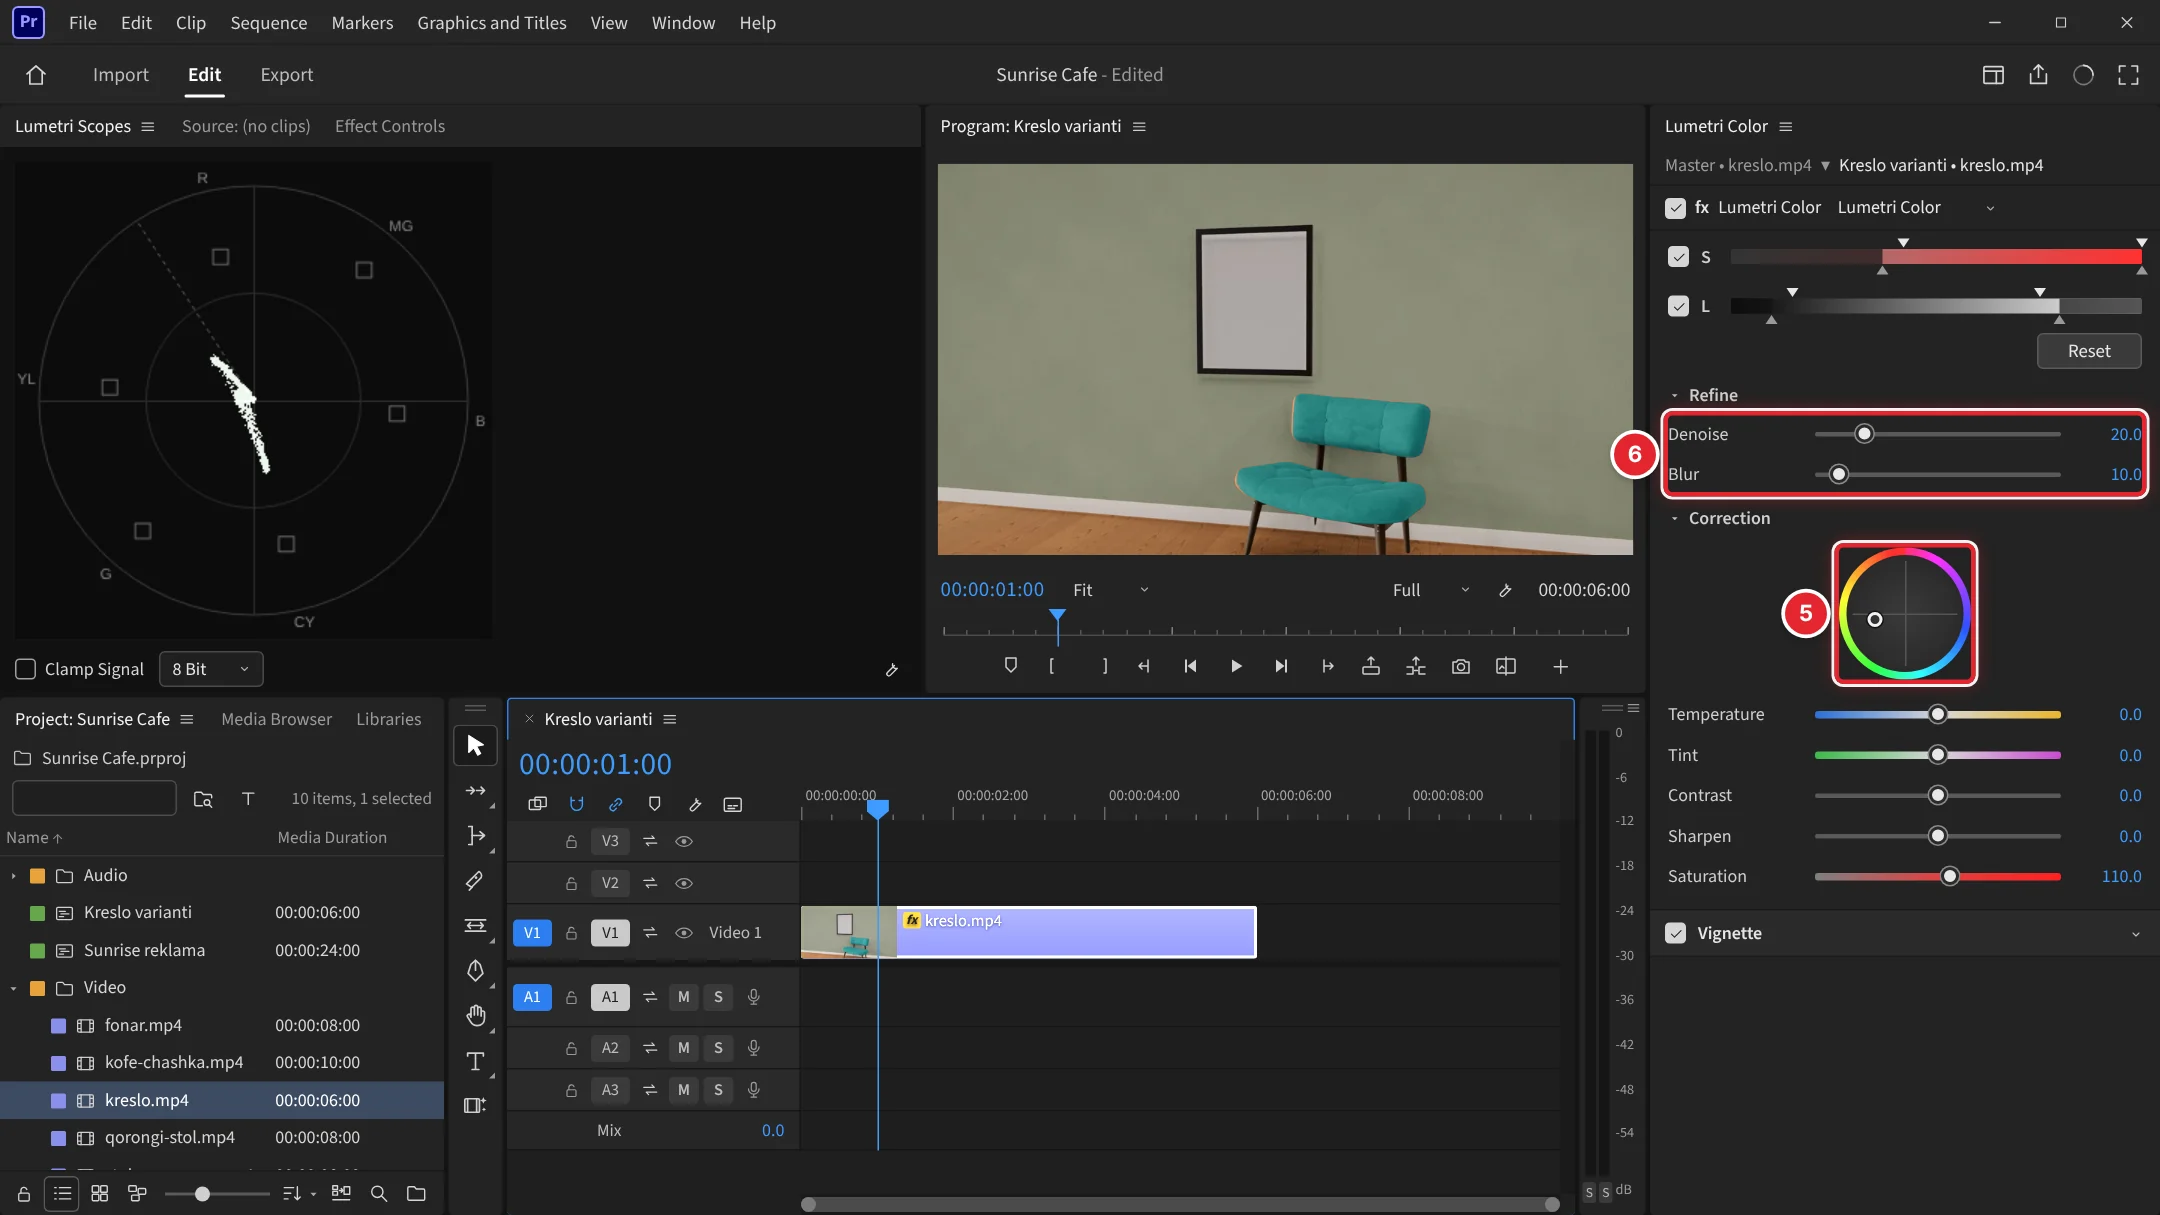 Pr File Edit Clip Sequence Markers Graphics and Titles View Window Help
Import Edit Export
Sunrise Cafe - Edited
Lumetri Scopes Source: (no clips) Effect Controls
R
MG
YL
B
G
CY
Clamp Signal 8 Bit
Program: Kreslo varianti
00:00:01:00 Fit Full 00:00:06:00
Lumetri Color
Master • kreslo.mp4 Kreslo varianti • kreslo.mp4
fx Lumetri Color Lumetri Color
S
L
Reset
Refine
6
Denoise 20.0
Blur 10.0
Correction
5
Temperature 0.0
Tint 0.0
Contrast 0.0
Sharpen 0.0
Saturation 110.0
Vignette
Project: Sunrise Cafe Media Browser Libraries
Sunrise Cafe.prproj
10 items, 1 selected
Name Media Duration
Audio
Kreslo varianti 00:00:06:00
Sunrise reklama 00:00:24:00
Video
fonar.mp4 00:00:08:00
kofe-chashka.mp4 00:00:10:00
kreslo.mp4 00:00:06:00
qorongi-stol.mp4 00:00:08:00
Kreslo varianti
00:00:01:00
00:00:00:00 00:00:02:00 00:00:04:00 00:00:06:00 00:00:08:00
V3
V2
V1 V1 Video 1
fx kreslo.mp4
A1 A1 M S
A2 M S
A3 M S
Mix 0.0
0
-6
-12
-18
-24
-30
-36
-42
-48
-54
S S dB